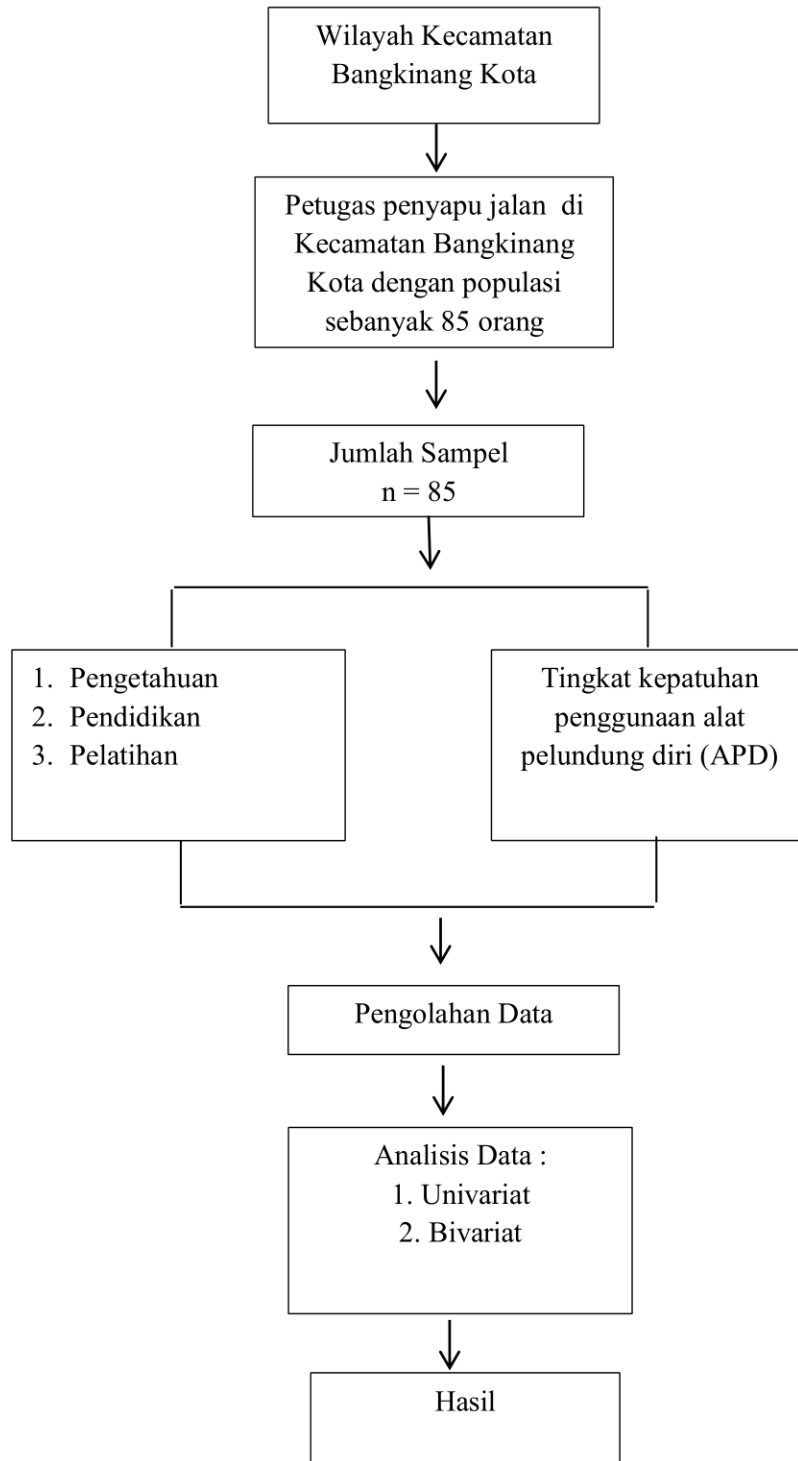 Wilayah Kecamatan
Bangkinang Kota
Petugas penyapu jalan di
Kecamatan Bangkinang
Kota dengan populasi
sebanyak 85 orang
Jumlah Sampel
n = 85
1. Pengetahuan
2. Pendidikan
3. Pelatihan
Tingkat kepatuhan
penggunaan alat
pelundung diri (APD)
Pengolahan Data
Analisis Data :
1. Univariat
2. Bivariat
Hasil